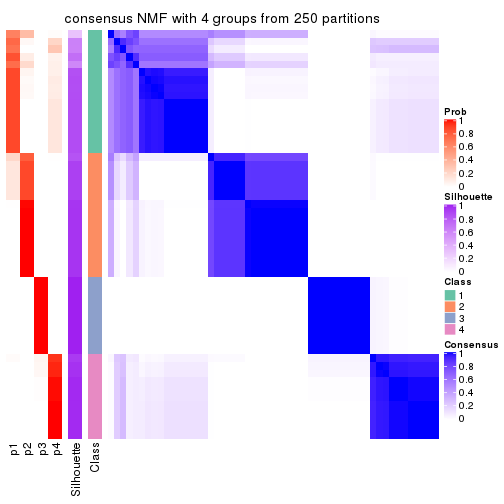 consensus NMF with 4 groups from 250 partitions
Prob
1
0.8
0.6
0.4
0.2
0
Silhouette
1
0.8
0.6
0.4
0.2
0
Class
1
2
3
4
Consensus
1
0.8
0.6
0.4
0.2
0
p1
p2
p3
p4
Silhouette
Class